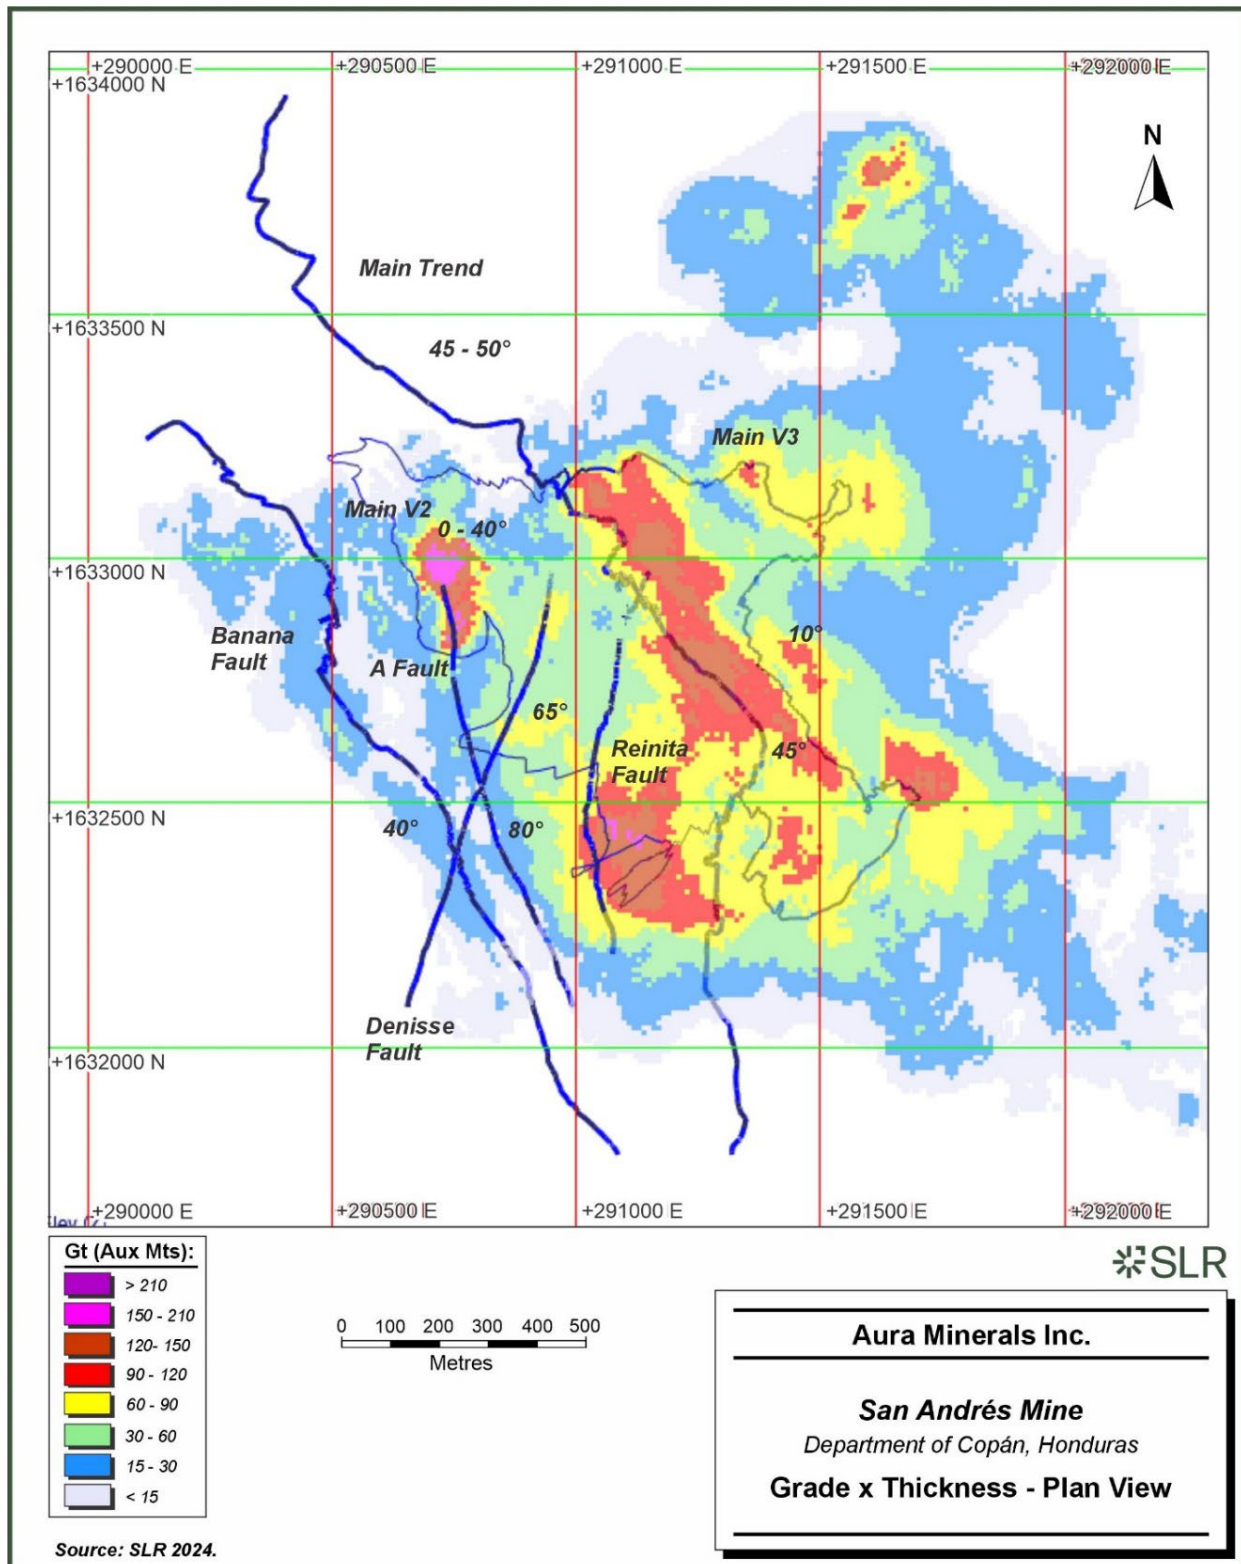 +290000 E
+290500 E
+291000 E
+291500 E
+292000 E
+1634000 N
N
Main Trend
+1633500 N
45 - 50°
Main V3
Main V2
0 - 40°
+1633000 N
Banana
Fault
A Fault
10°
65°
Reinita
Fault
45°
+1632500 N
40°
80°
Denisse
Fault
+1632000 N
+290000 E
+290500 E
+291000 E
+291500 E
+292000 E
Gt (Aux Mts):
> 210
150 - 210
120- 150
90 - 120
60 - 90
30 - 60
15 - 30
< 15
0 100 200 300 400 500
Metres
SLR
Aura Minerals Inc.
San Andrés Mine
Department of Copán, Honduras
Grade x Thickness - Plan View
Source: SLR 2024.